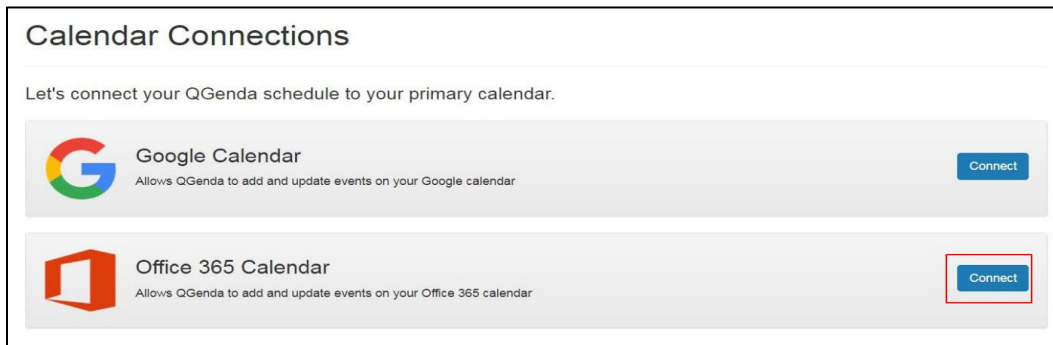 Calendar Connections
Let's connect your QGenda schedule to your primary calendar.
Google Calendar
Allows QGenda to add and update events on your Google calendar
Connect
Office 365 Calendar
Allows QGenda to add and update events on your Office 365 calendar
Connect